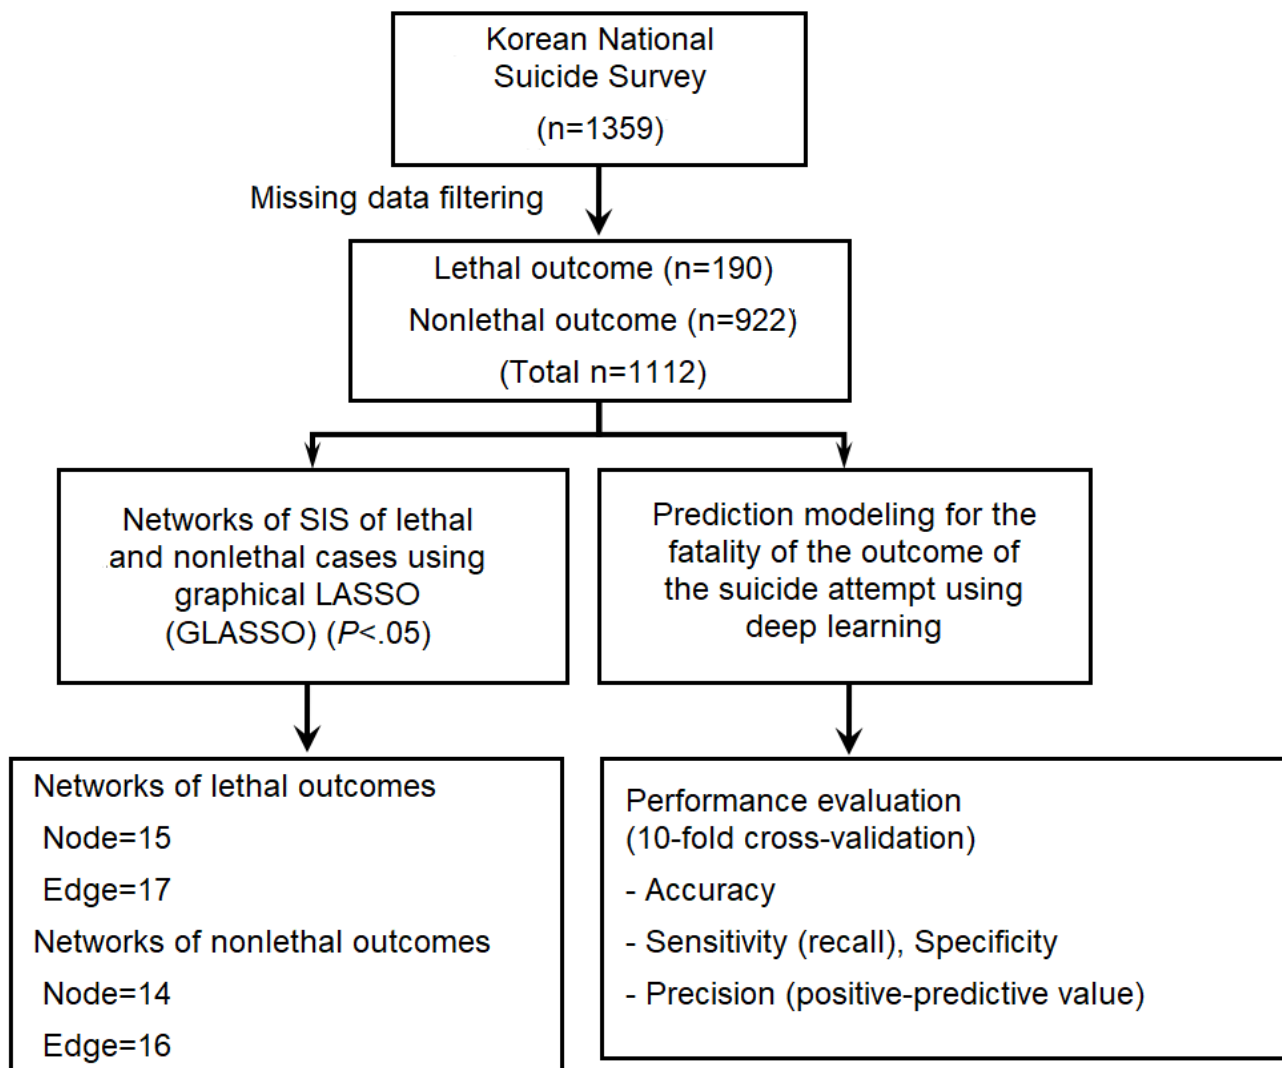 Korean National
Suicide Survey
(n=1359)
Missing data filtering
Lethal outcome (n=190)
Nonlethal outcome (n=922)
(Total n=1112)
Networks of SIS of lethal
and nonlethal cases using
graphical LASSO
(GLASSO) (P<.05)
Prediction modeling for the
fatality of the outcome of
the suicide attempt using
deep learning
Networks of lethal outcomes
Node=15
Edge=17
Networks of nonlethal outcomes
Node=14
Edge=16
Performance evaluation
(10-fold cross-validation)
- Accuracy
- Sensitivity (recall), Specificity
- Precision (positive-predictive value)